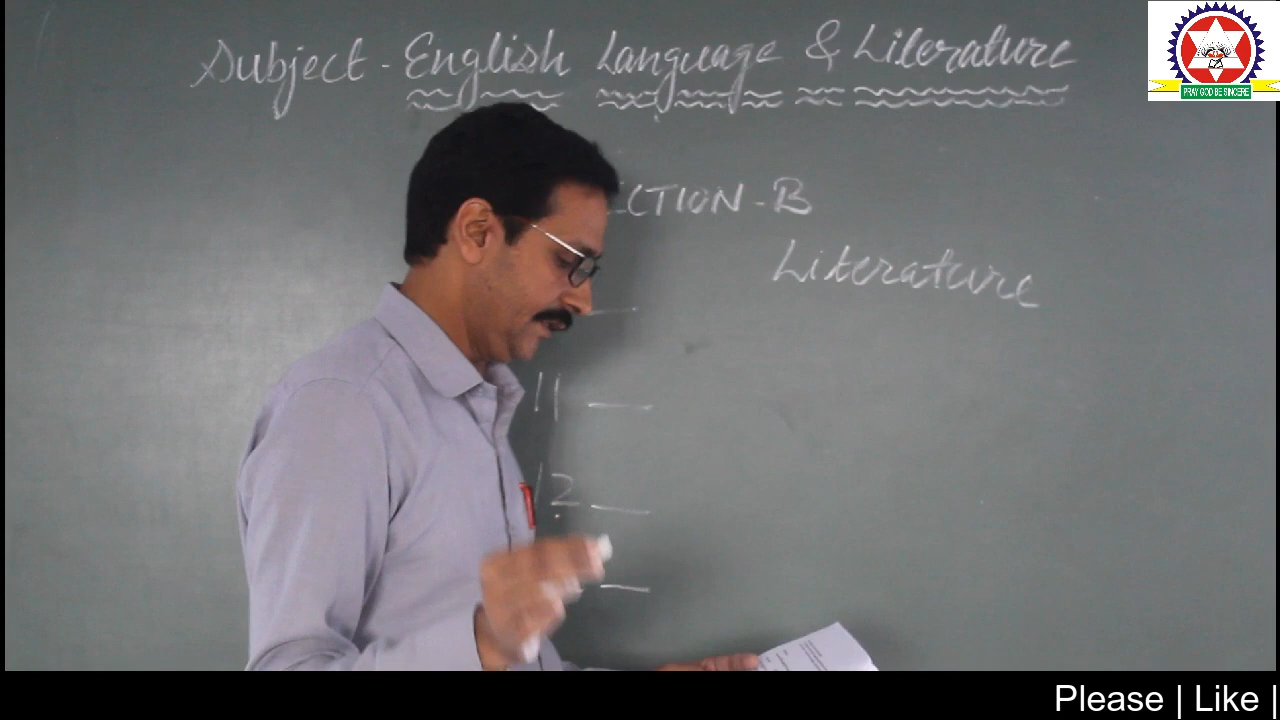 Subject - English Language & Literature
PRAY GOD BE SINCERE
CTION - B
Literature
11 —
12 —
Please | Like |